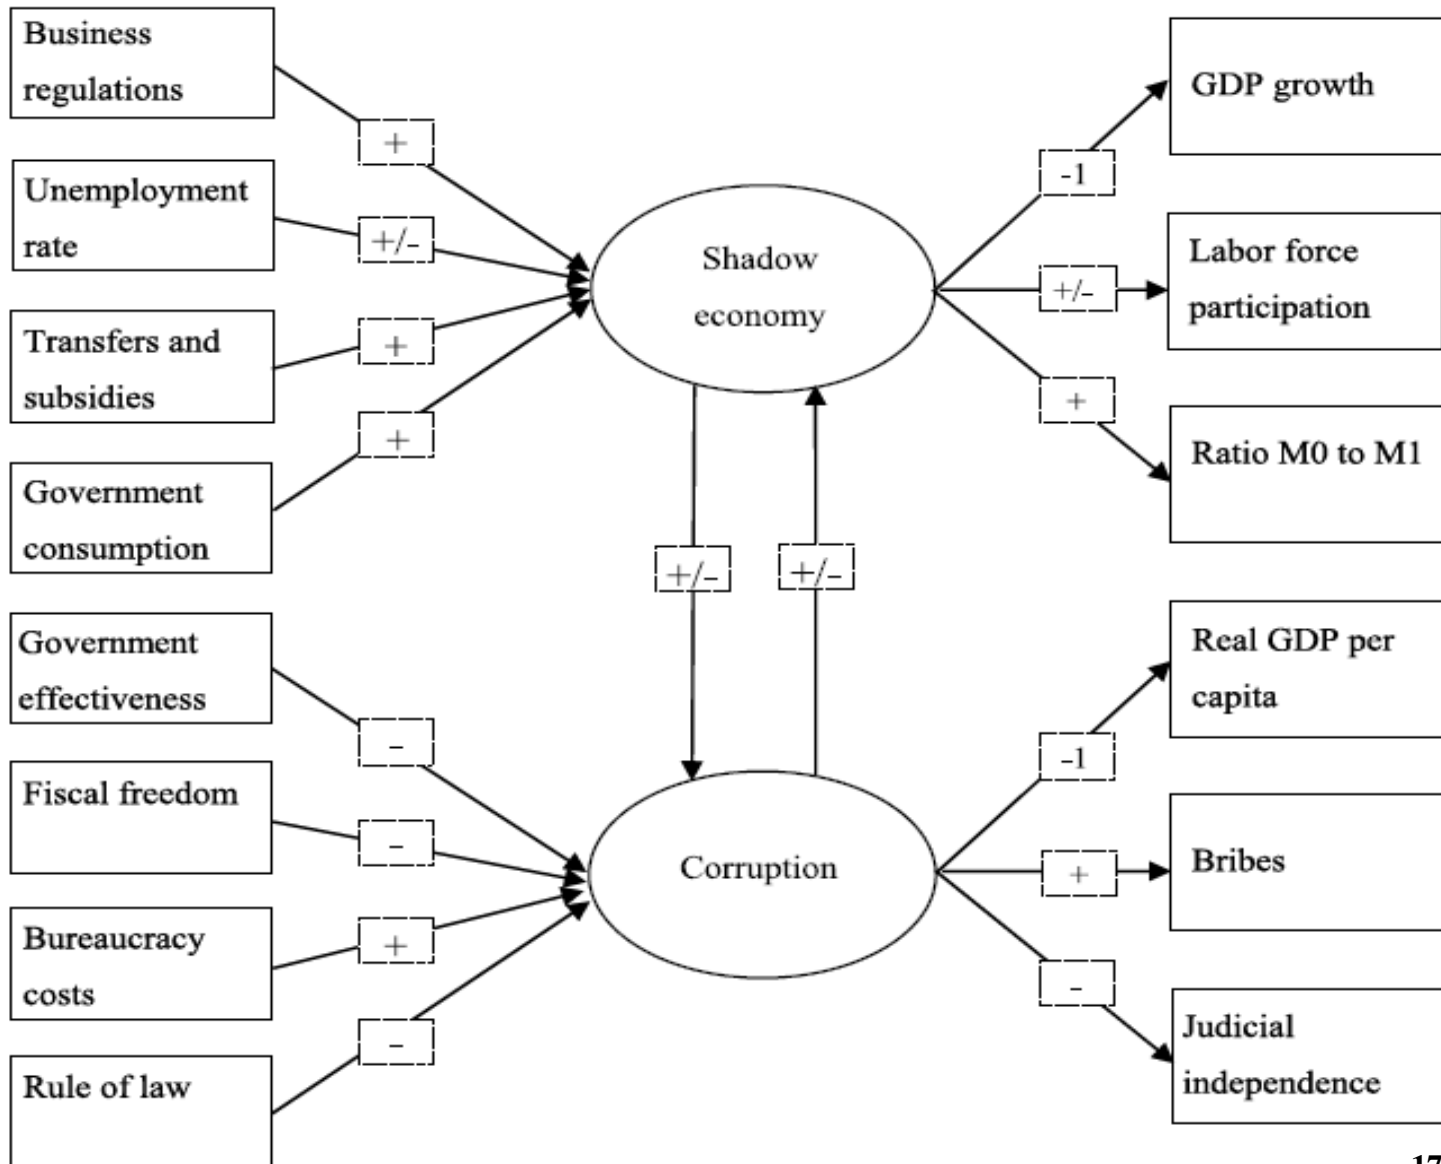 Business
regulations
+
Unemployment
rate
+/-
Transfers and
subsidies
+
Government
consumption
+
Shadow
economy
GDP growth
-1
Labor force
participation
+/-
Ratio M0 to M1
+
+/-
+/-
Government
effectiveness
-
Fiscal freedom
-
Bureaucracy
costs
+
Rule of law
-
Corruption
Real GDP per
capita
-1
Bribes
+
Judicial
independence
-
17